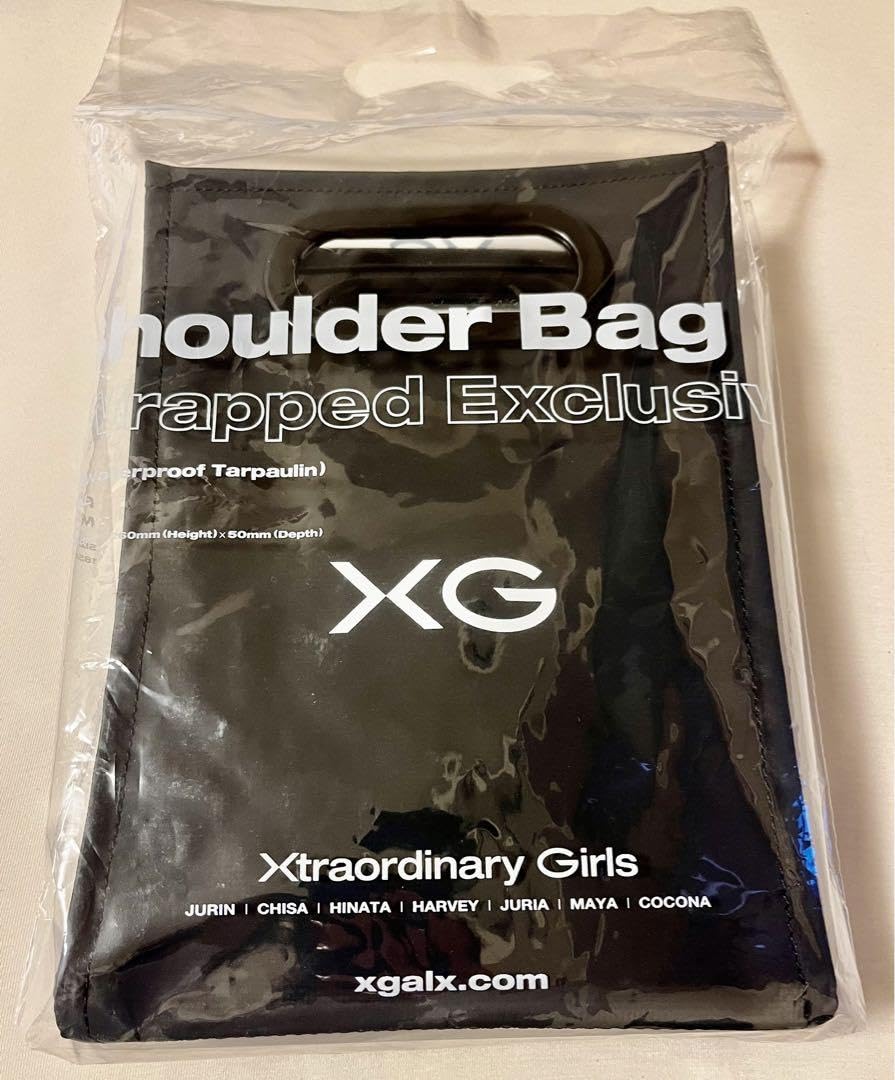 houlder Bag
rapped Exclusiv
erproof Tarpaulin)
60mm (Height) × 50mm (Depth)
XG
Xtraordinary Girls
JURIN | CHISA | HINATA | HARVEY | JURIA | MAYA | COCONA
xgalx.com